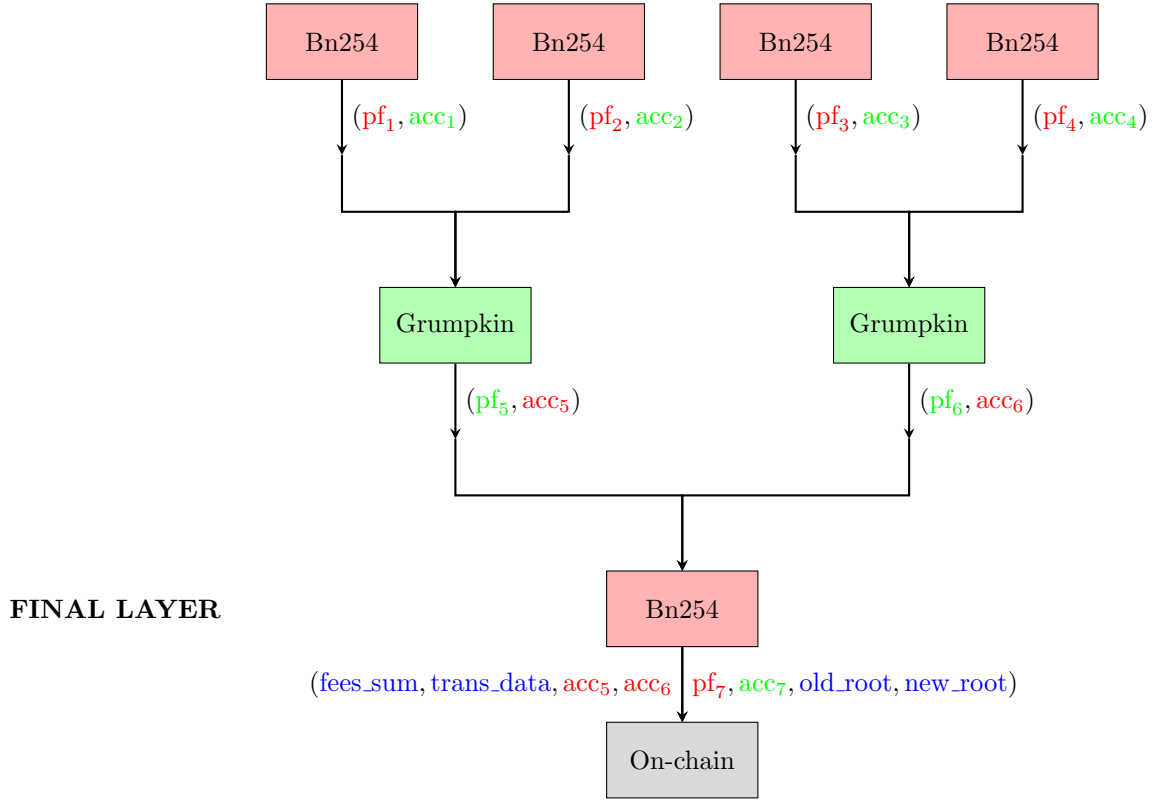 Bn254 Bn254 Bn254 Bn254
(pf₁, acc₁) (pf₂, acc₂) (pf₃, acc₃) (pf₄, acc₄)
Grumpkin Grumpkin
(pf₅, acc₅) (pf₆, acc₆)
FINAL LAYER Bn254
(fees_sum, trans_data, acc₅, acc₆ pf₇, acc₇, old_root, new_root)
On-chain